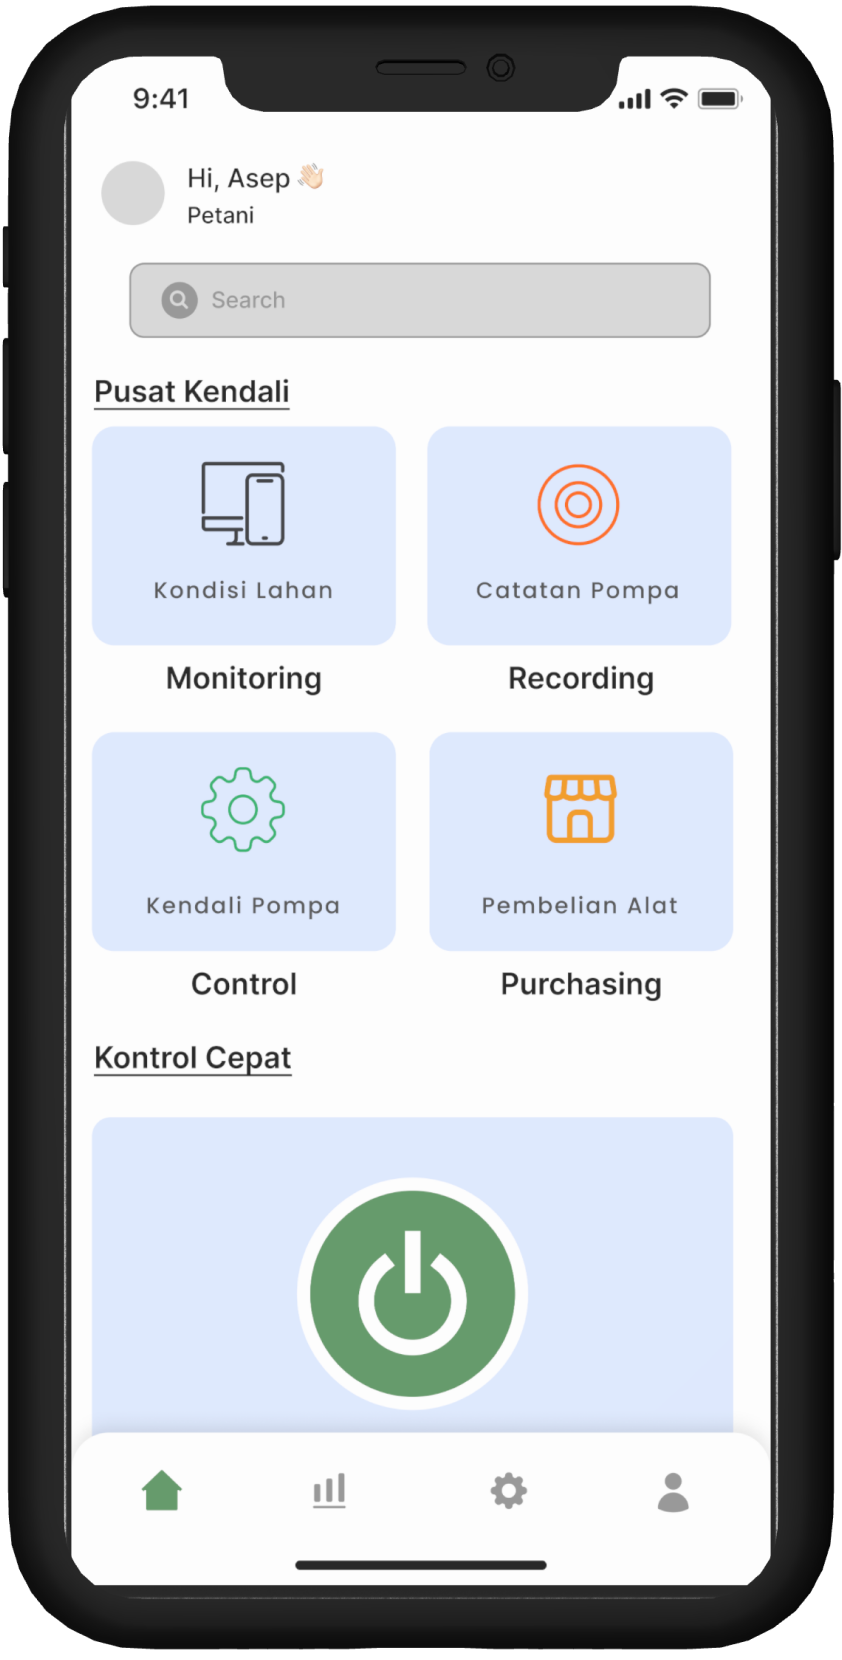 9:41
Hi, Asep 👋🏻
Petani
Search
Pusat Kendali
Kondisi Lahan
Catatan Pompa
Monitoring
Recording
Kendali Pompa
Pembelian Alat
Control
Purchasing
Kontrol Cepat